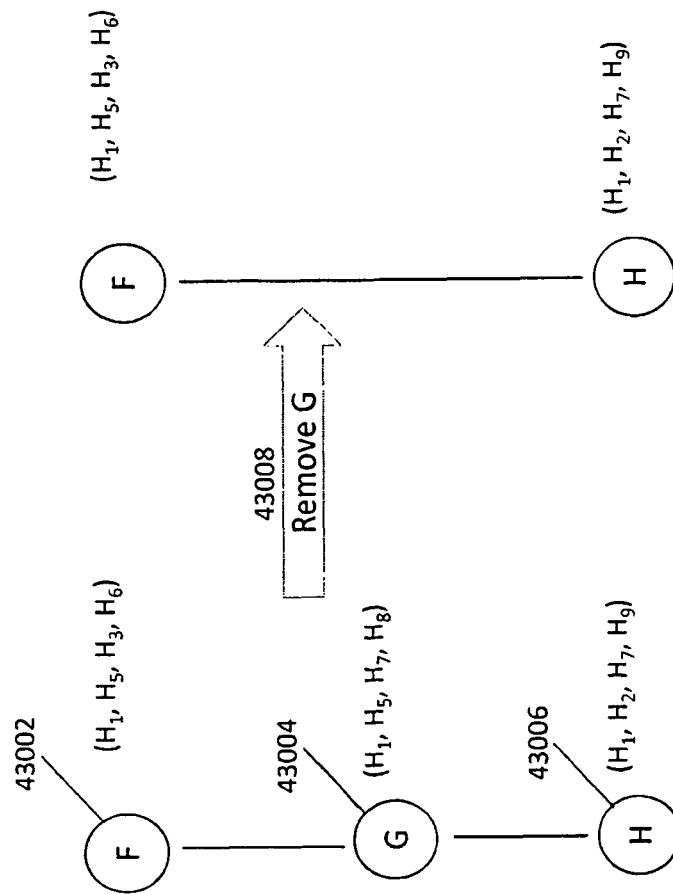 43002
F
(H₁, H₅, H₃, H₆)
43004
G
(H₁, H₅, H₇, H₈)
43006
H
(H₁, H₂, H₇, H₉)
43008
Remove G
F
(H₁, H₅, H₃, H₆)
H
(H₁, H₂, H₇, H₉)